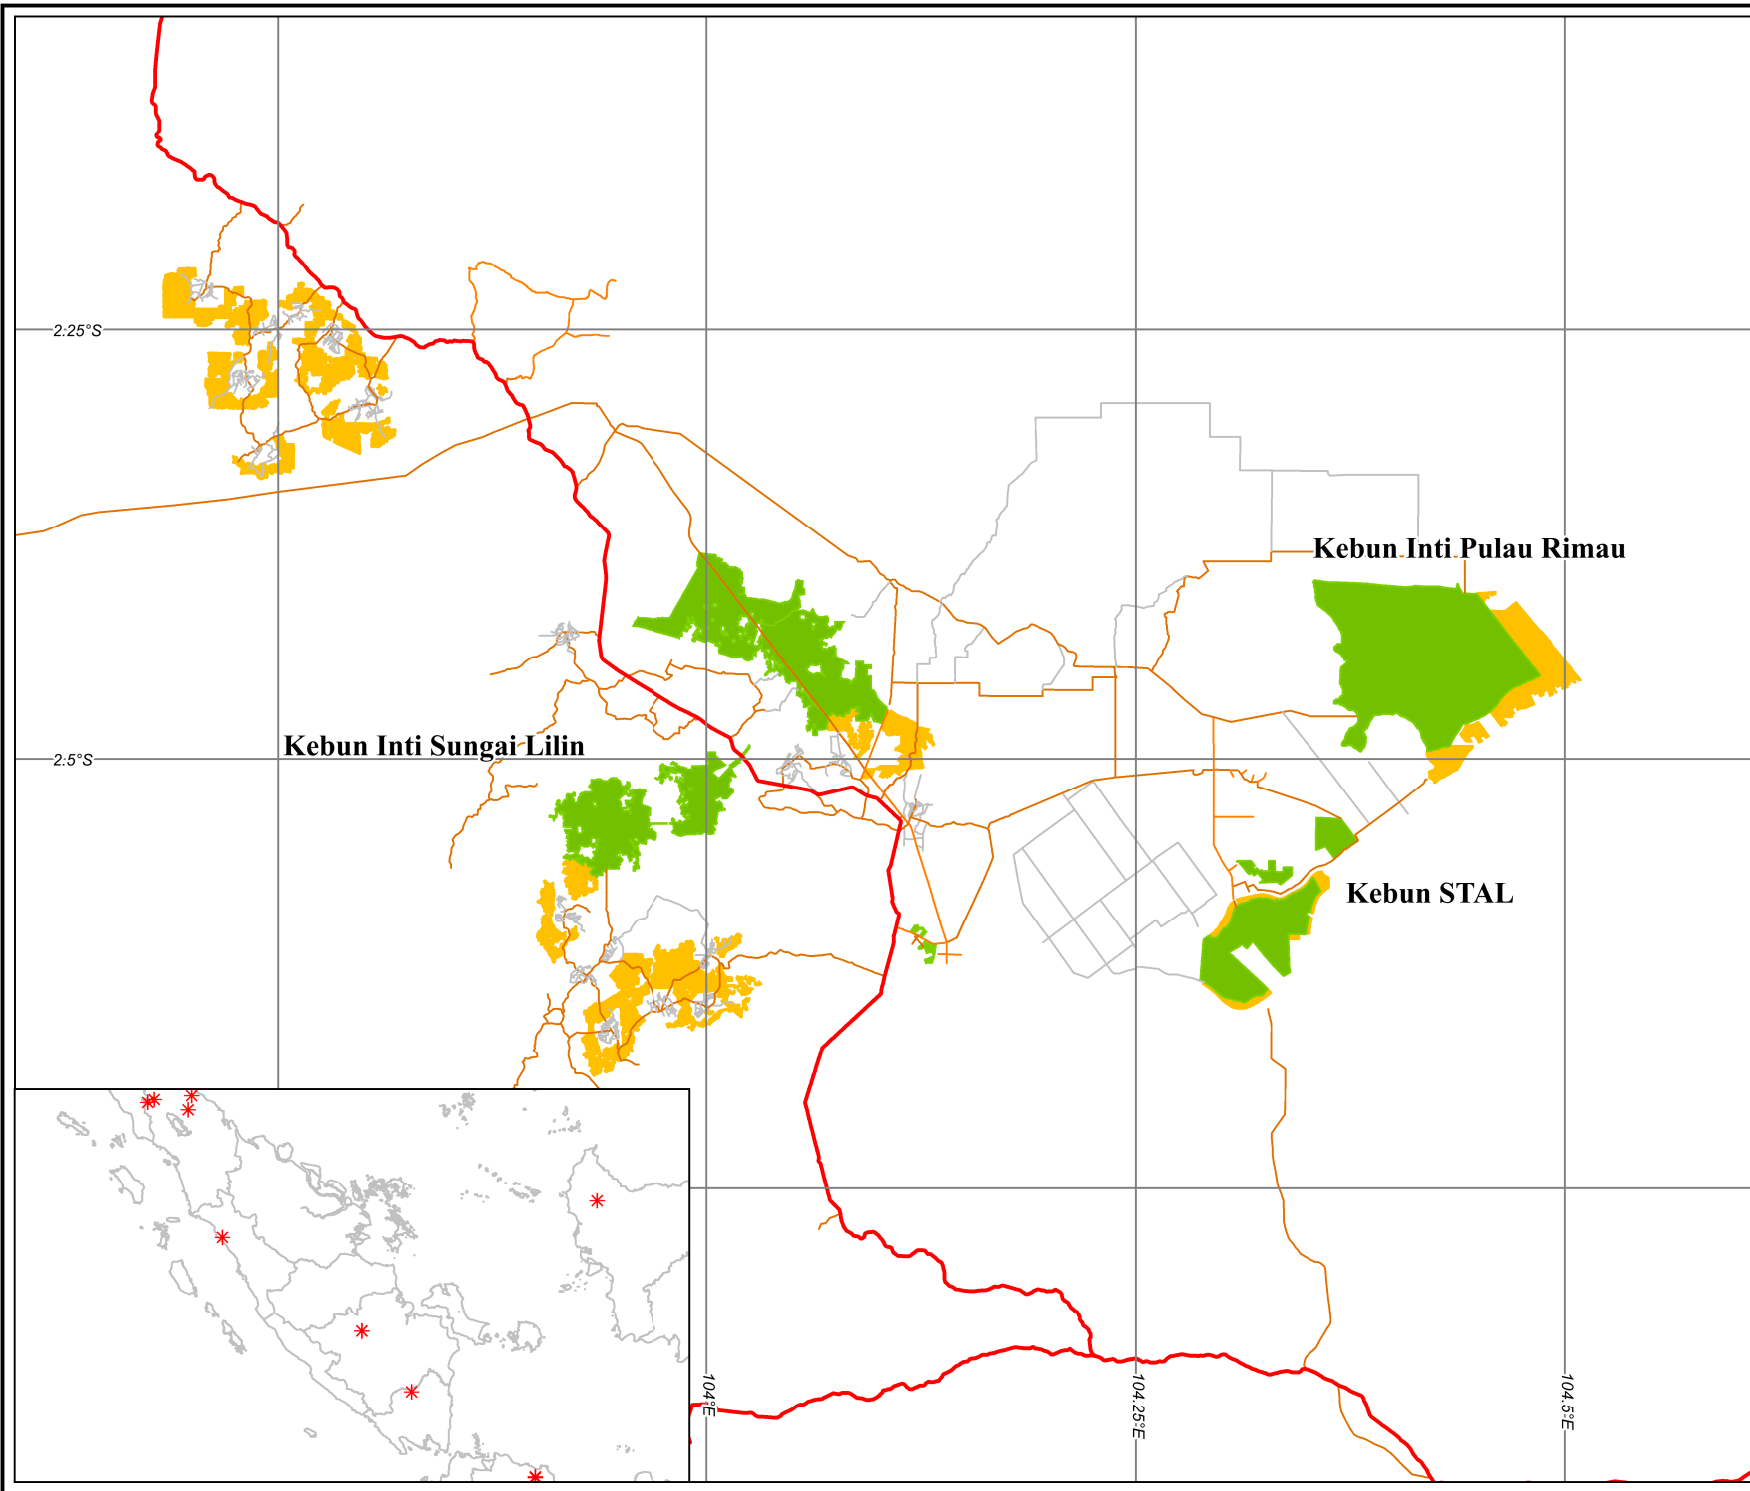 2.25°S
Kebun Inti Pulau Rimau
Kebun Inti Sungai Lilin
2.5°S
Kebun STAL
104°E
104.25°E
104.5°E